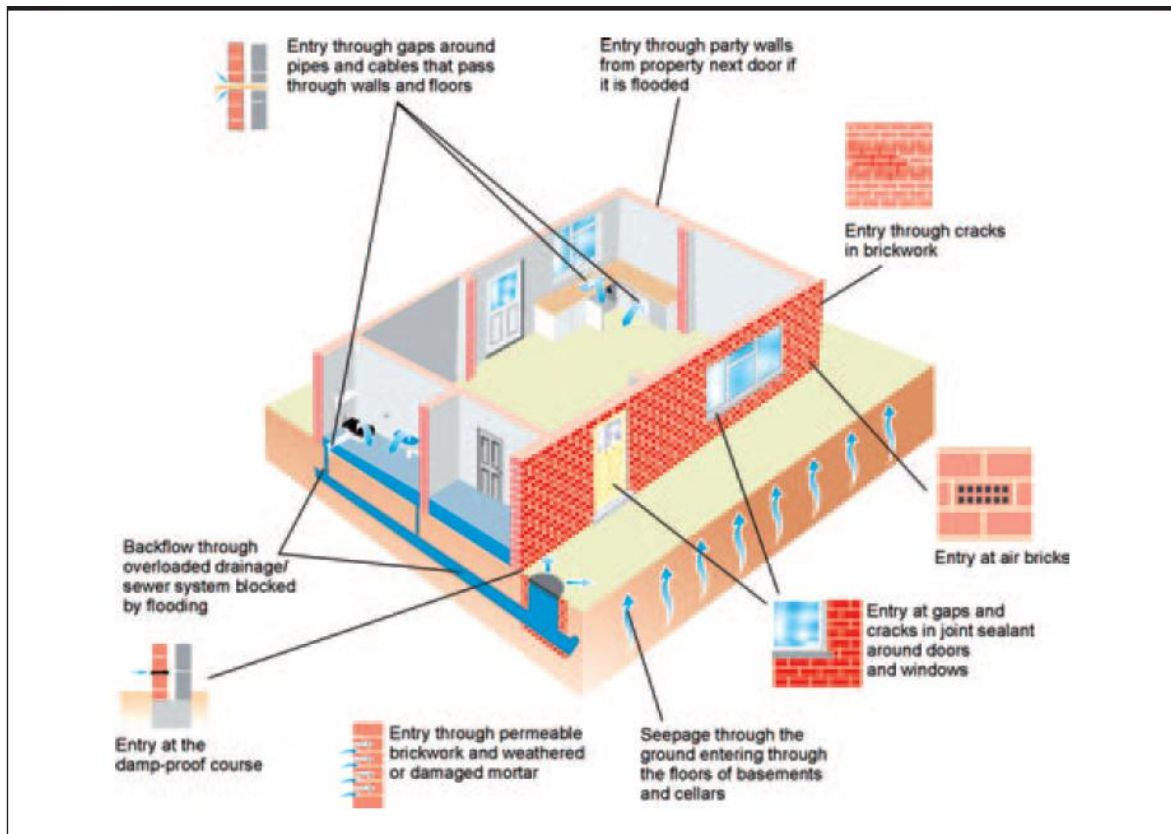 Entry through gaps around
pipes and cables that pass
through walls and floors
Entry through party walls
from property next door if
it is flooded
Entry through cracks
in brickwork
Entry at air bricks
Backflow through
overloaded drainage/
sewer system blocked
by flooding
Entry at gaps and
cracks in joint sealant
around doors
and windows
Entry at the
damp-proof course
Entry through permeable
brickwork and weathered
or damaged mortar
Seepage through the
ground entering through
the floors of basements
and cellars